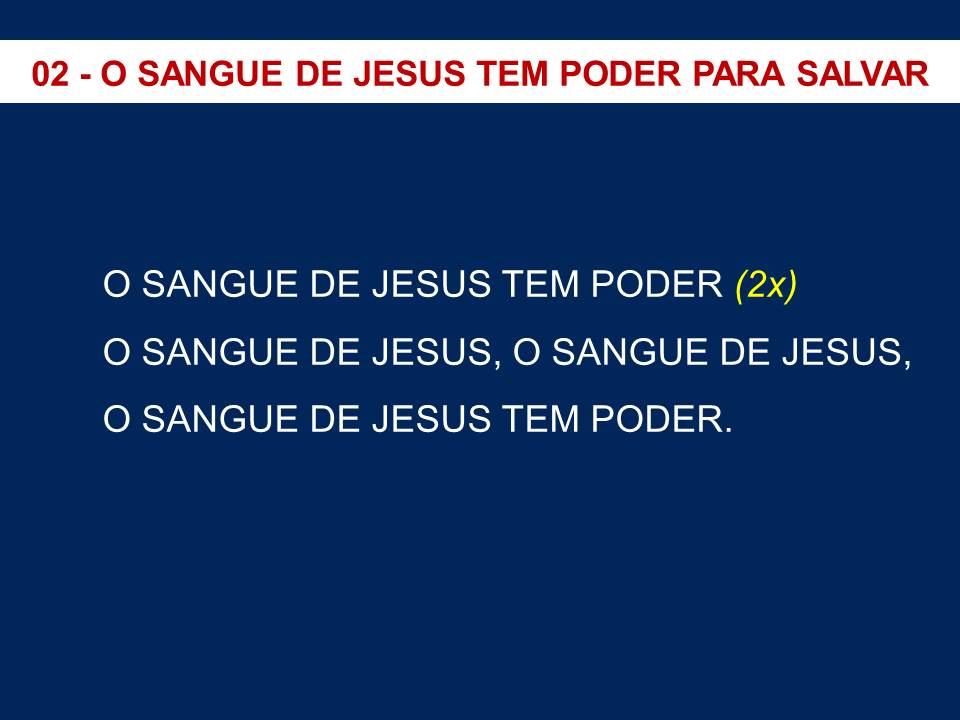 02 - O SANGUE DE JESUS TEM PODER PARA SALVAR
O SANGUE DE JESUS TEM PODER (2x)
O SANGUE DE JESUS, O SANGUE DE JESUS,
O SANGUE DE JESUS TEM PODER.